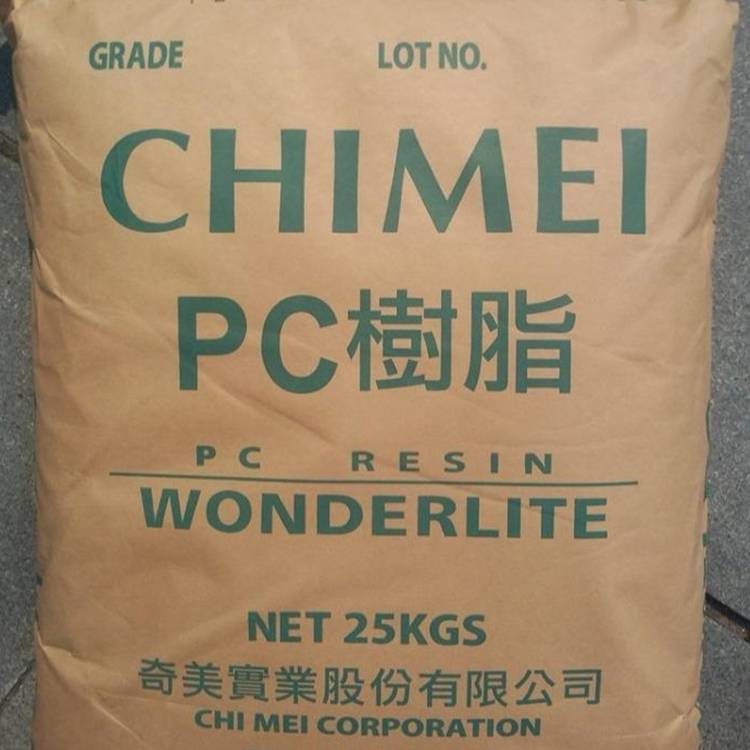 GRADE LOT NO.
CHIMEI
PC樹脂
PC RESIN
WONDERLITE
NET 25KGS
奇美實業股份有限公司
CHI MEI CORPORATION